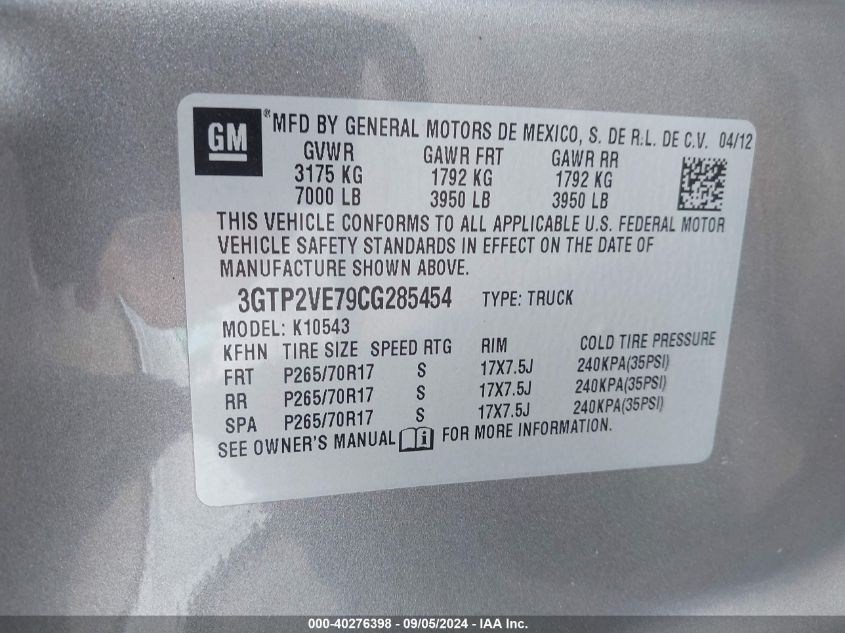 GM ® MFD BY GENERAL MOTORS DE MEXICO, S. DE R.L. DE C.V. 04/12
GVWR GAWR FRT GAWR RR
3175 KG 1792 KG 1792 KG
7000 LB 3950 LB 3950 LB
THIS VEHICLE CONFORMS TO ALL APPLICABLE U.S. FEDERAL MOTOR
VEHICLE SAFETY STANDARDS IN EFFECT ON THE DATE OF
MANUFACTURE SHOWN ABOVE.
3GTP2VE79CG285454 TYPE: TRUCK
MODEL: K10543
KFHN TIRE SIZE SPEED RTG RIM COLD TIRE PRESSURE
FRT P265/70R17 S 17X7.5J 240KPA(35PSI)
RR P265/70R17 S 17X7.5J 240KPA(35PSI)
SPA P265/70R17 S 17X7.5J 240KPA(35PSI)
SEE OWNER'S MANUAL i FOR MORE INFORMATION.
000-40276398 - 09/05/2024 - IAA Inc.